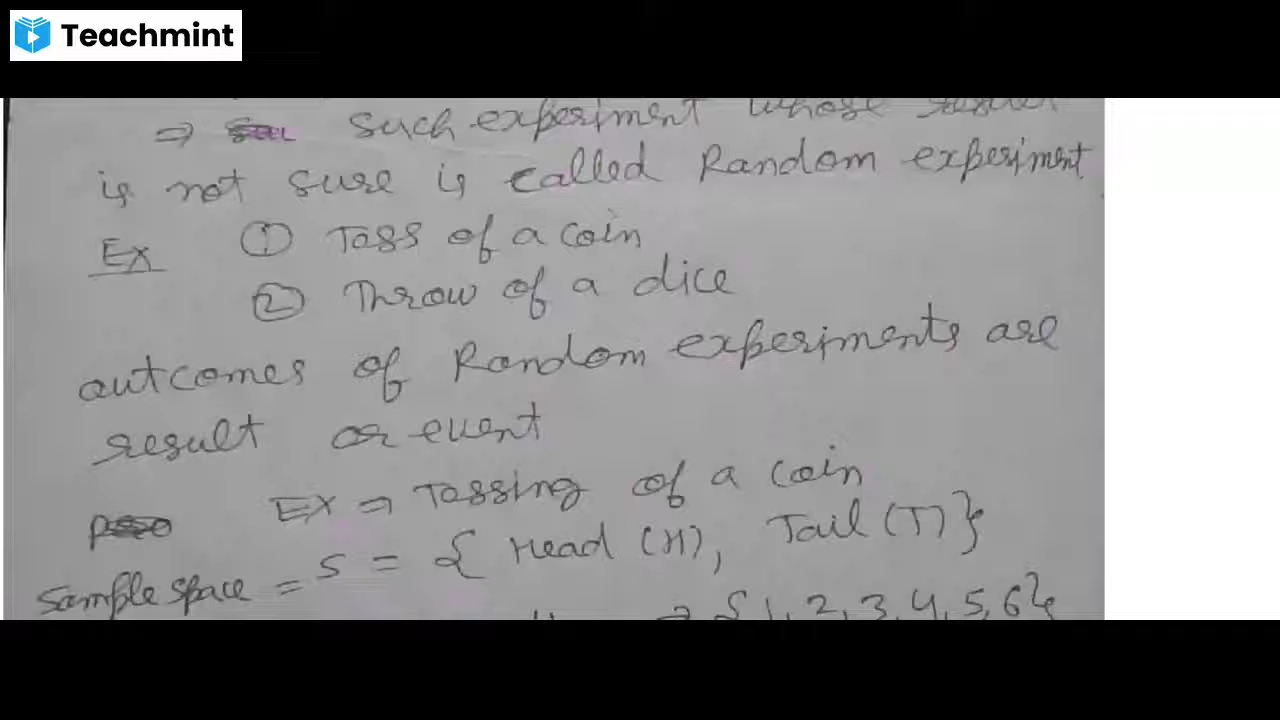 Teachmint
⇒ such experiment whose result
is not sure is called Random experiment
Ex ① Toss of a coin
② Throw of a dice
outcomes of Random experiments are
result or event
Ex ⇒ Tossing of a coin
Sample space = S = { Head (H), Tail (T)}
⇒ {1, 2, 3, 4, 5, 6}